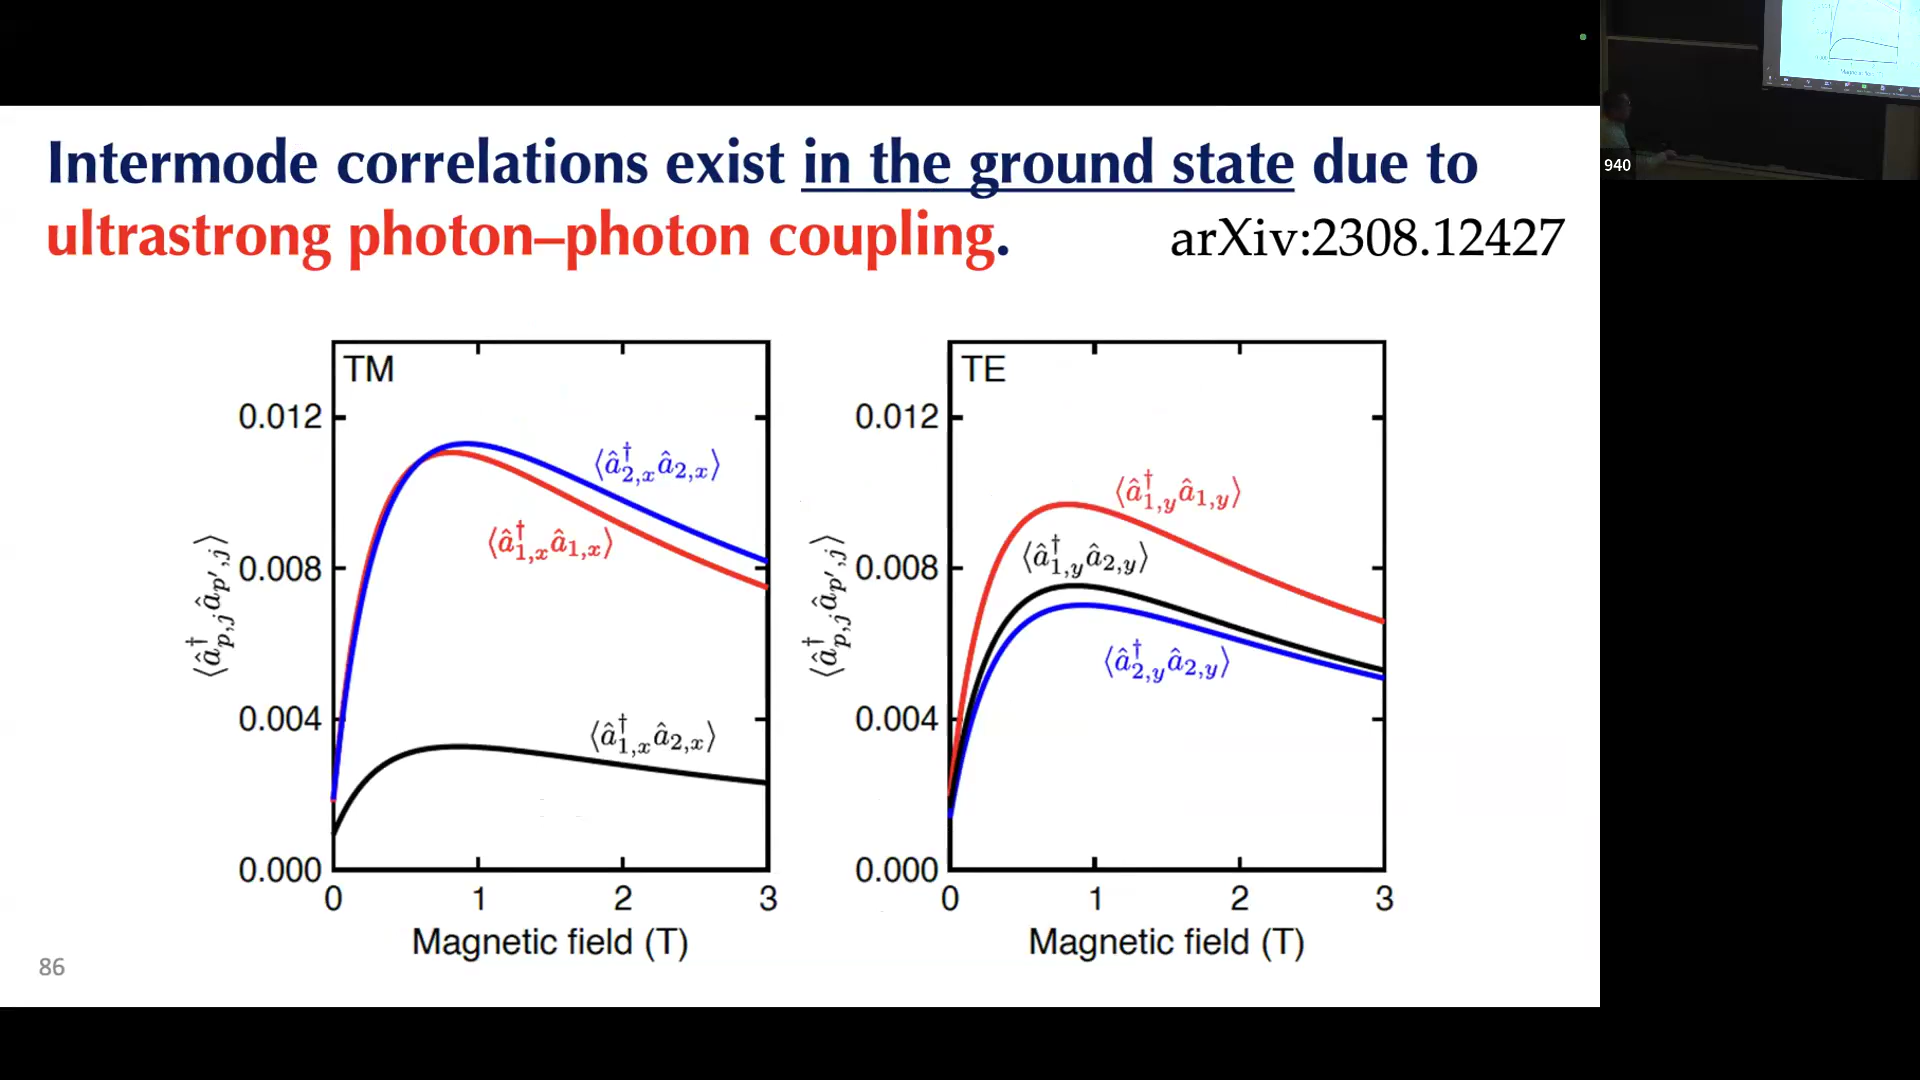 Intermode correlations exist in the ground state due to
ultrastrong photon–photon coupling.
arXiv:2308.12427
940
TM
0.012
0.008
0.004
0.000
0 1 2 3
Magnetic field (T)
⟨â†p,j âp′,j⟩
⟨â†2,x â2,x⟩
⟨â†1,x â1,x⟩
⟨â†1,x â2,x⟩
TE
0.012
0.008
0.004
0.000
0 1 2 3
Magnetic field (T)
⟨â†p,j âp′,j⟩
⟨â†1,y â1,y⟩
⟨â†1,y â2,y⟩
⟨â†2,y â2,y⟩
86